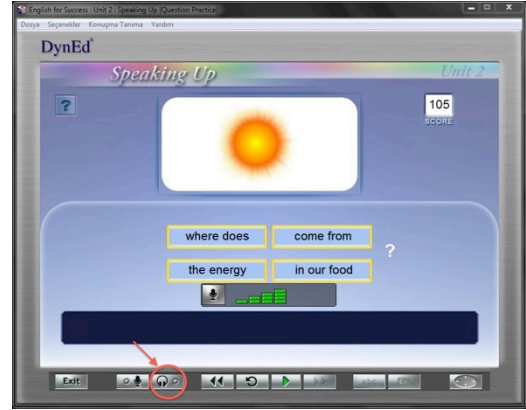 English for Success : Unit 2 : Speaking Up (Question Practice)
Dosya Seçenekler Konuşma Tanıma Yardım
DynEd®
Speaking Up Unit 2
?
105
SCORE
where does come from
?
the energy in our food
Exit
abc